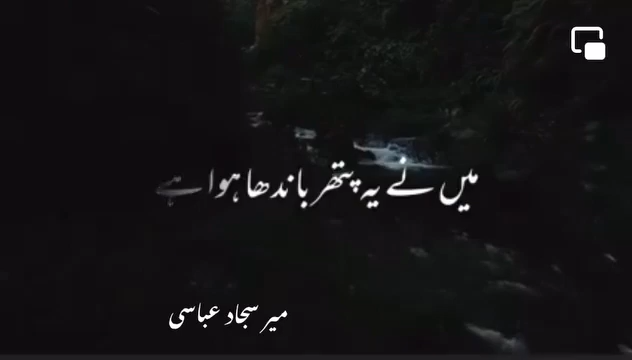 میں نے یہ پتھر باندھا ہوا ہے
میر سجاد عباسی